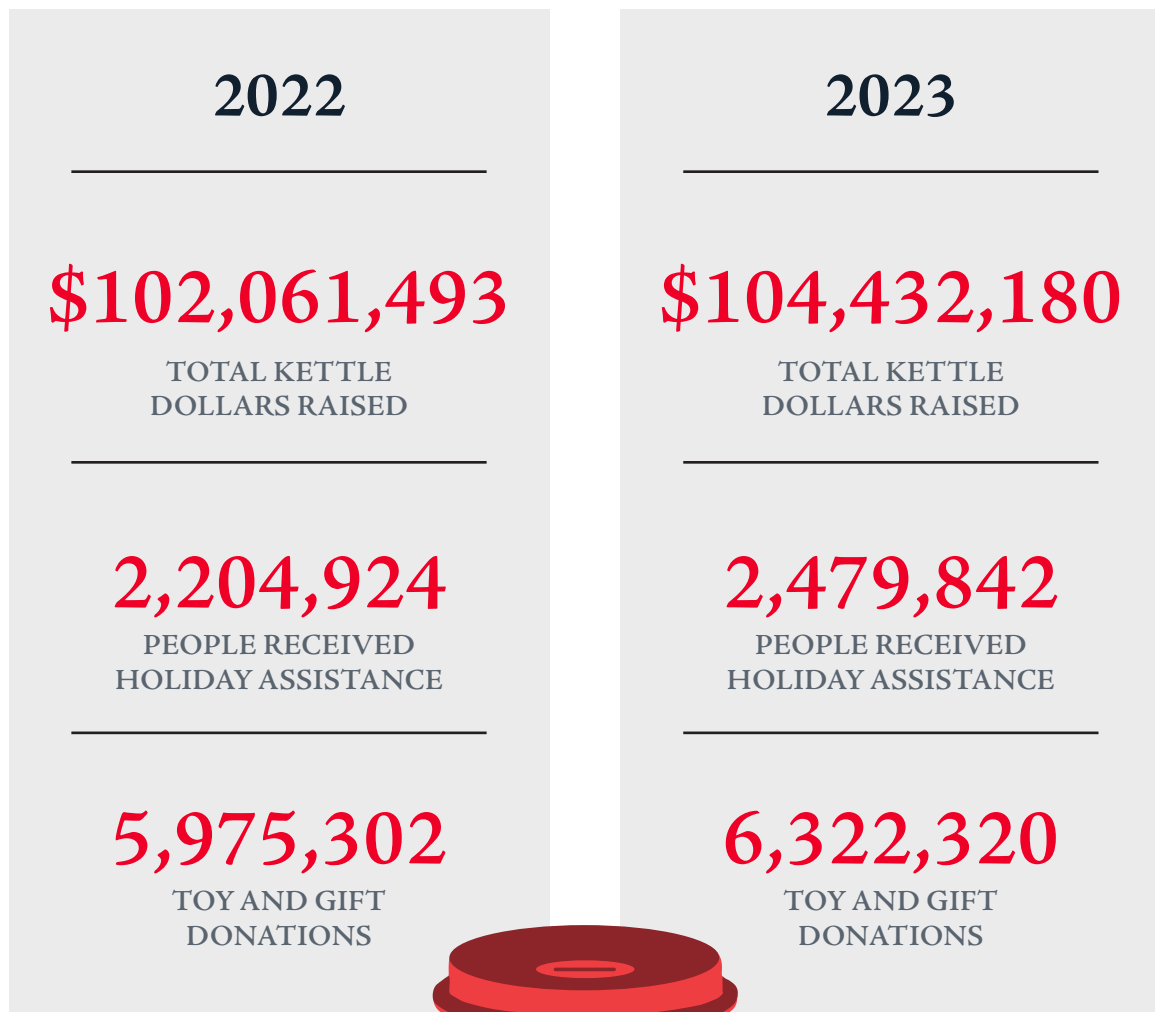 2022
$102,061,493
TOTAL KETTLE
DOLLARS RAISED
2,204,924
PEOPLE RECEIVED
HOLIDAY ASSISTANCE
5,975,302
TOY AND GIFT
DONATIONS
2023
$104,432,180
TOTAL KETTLE
DOLLARS RAISED
2,479,842
PEOPLE RECEIVED
HOLIDAY ASSISTANCE
6,322,320
TOY AND GIFT
DONATIONS